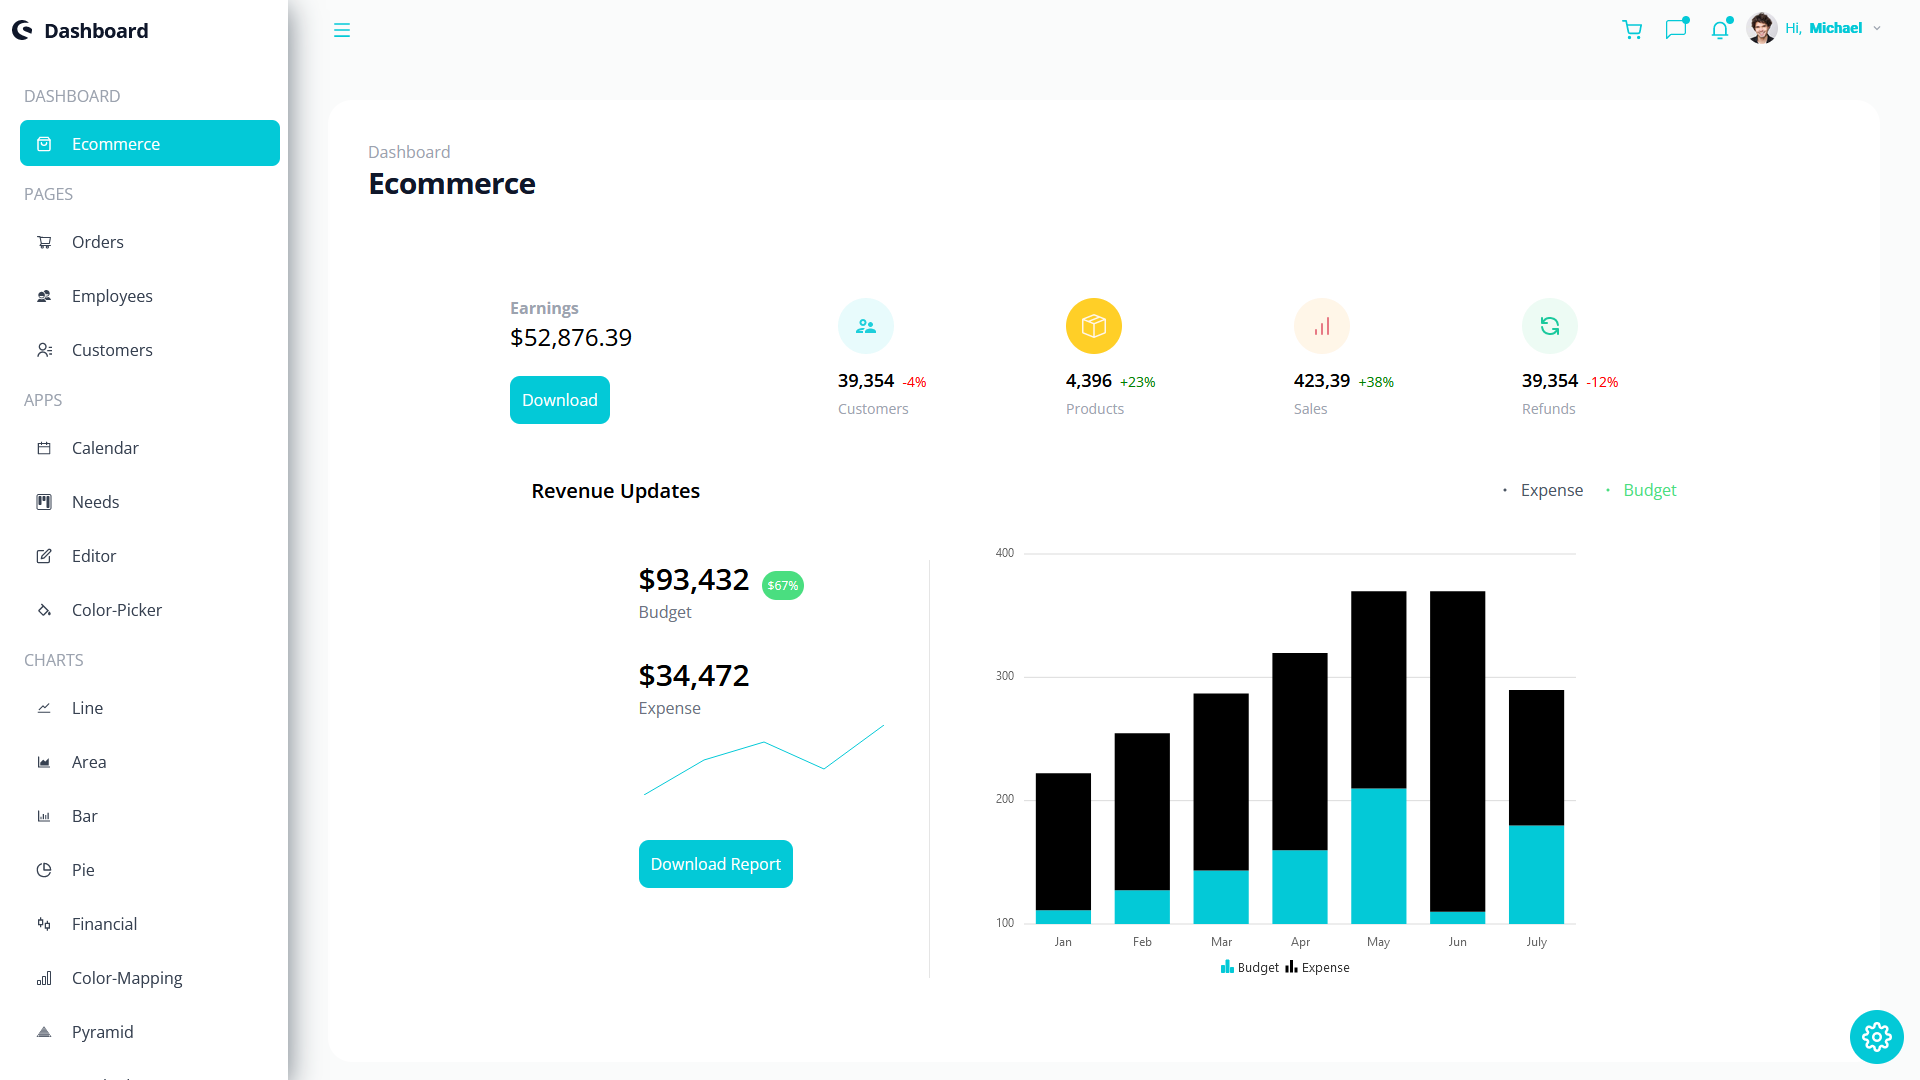 Dashboard
DASHBOARD
Ecommerce
PAGES
Orders
Employees
Customers
APPS
Calendar
Needs
Editor
Color-Picker
CHARTS
Line
Area
Bar
Pie
Financial
Color-Mapping
Pyramid
Hi, Michael
Dashboard
Ecommerce
Earnings
$52,876.39
Download
39,354 -4%
Customers
4,396 +23%
Products
423,39 +38%
Sales
39,354 -12%
Refunds
Revenue Updates
• Expense • Budget
$93,432 $67%
Budget
$34,472
Expense
Download Report
400
300
200
100
Jan Feb Mar Apr May Jun July
Budget Expense